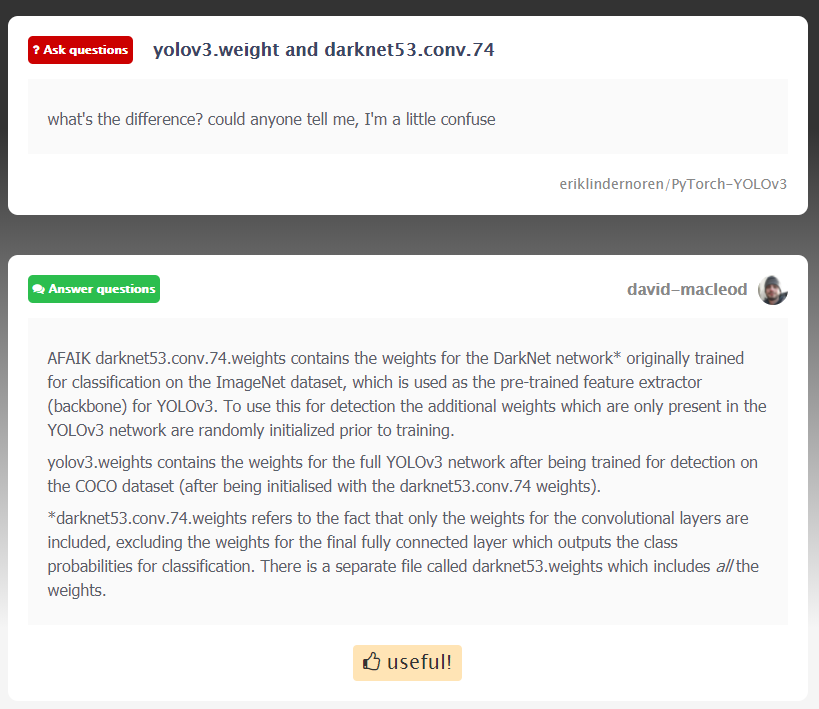 ? Ask questions yolov3.weight and darknet53.conv.74
what's the difference? could anyone tell me, I'm a little confuse
eriklindernoren/PyTorch-YOLOv3
Answer questions david-macleod
AFAIK darknet53.conv.74.weights contains the weights for the DarkNet network* originally trained
for classification on the ImageNet dataset, which is used as the pre-trained feature extractor
(backbone) for YOLOv3. To use this for detection the additional weights which are only present in the
YOLOv3 network are randomly initialized prior to training.
yolov3.weights contains the weights for the full YOLOv3 network after being trained for detection on
the COCO dataset (after being initialised with the darknet53.conv.74 weights).
*darknet53.conv.74.weights refers to the fact that only the weights for the convolutional layers are
included, excluding the weights for the final fully connected layer which outputs the class
probabilities for classification. There is a separate file called darknet53.weights which includes all the
weights.
useful!